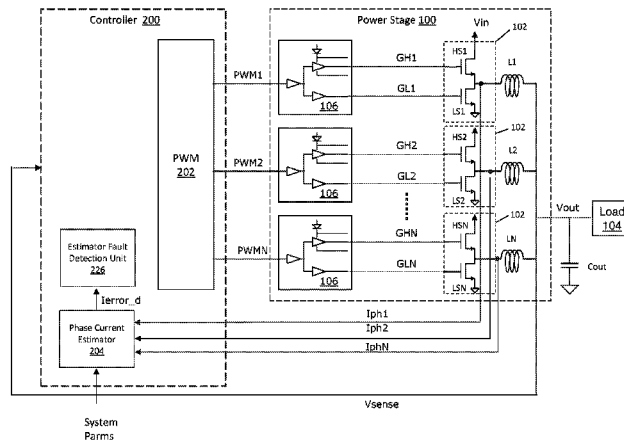 Controller 200
Power Stage 100
Vin
102
HS1
L1
GH1
PWM1
GL1
LS1
106
102
HS2
L2
GH2
PWM
202
PWM2
GL2
LS2
106
Vout
Load
104
102
HSN
LN
GHN
PWMN
GLN
LSN
106
Cout
Estimator Fault
Detection Unit
226
Ierror_d
Iph1
Iph2
IphN
Phase Current
Estimator
204
Vsense
System
Parms